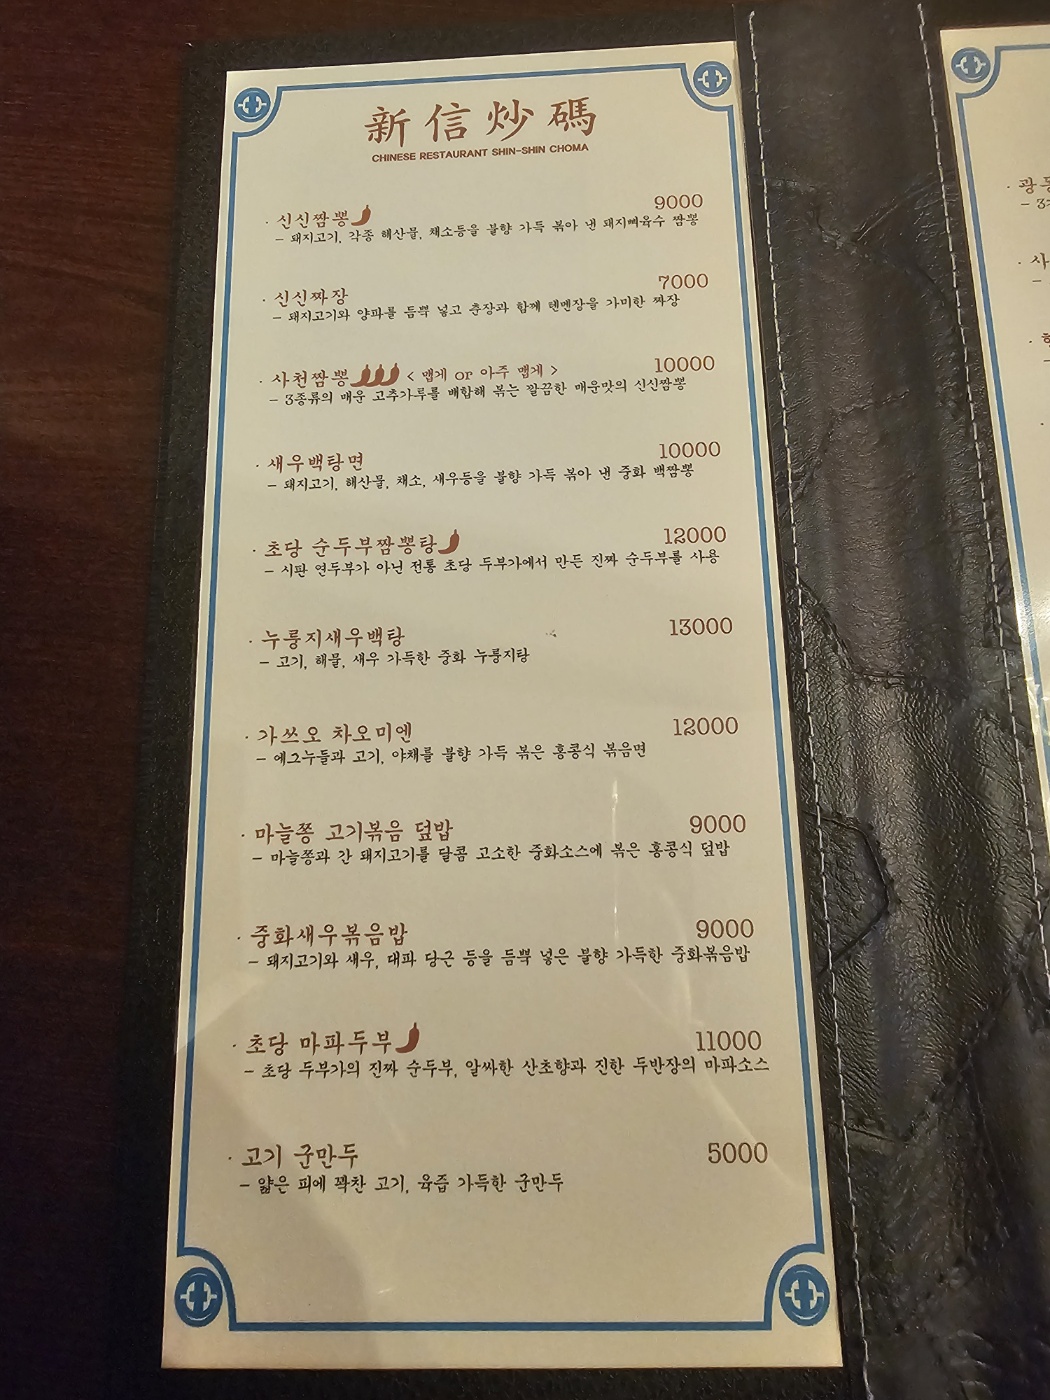 新信炒碼
CHINESE RESTAURANT SHIN-SHIN CHOMA
· 신신짬뽕 9000
- 돼지고기, 각종 해산물, 채소등을 불향 가득 볶아 낸 돼지뼈육수 짬뽕
· 신신짜장 7000
- 돼지고기와 양파를 듬뿍 넣고 춘장과 함께 텐멘장을 가미한 짜장
· 사천짬뽕 < 맵게 or 아주 맵게 > 10000
- 3종류의 매운 고추가루를 배합해 볶는 깔끔한 매운맛의 신신짬뽕
· 새우백탕면 10000
- 돼지고기, 해산물, 채소, 새우등을 불향 가득 볶아 낸 중화 백짬뽕
· 초당 순두부짬뽕탕 12000
- 시판 연두부가 아닌 전통 초당 두부가에서 만든 진짜 순두부를 사용
· 누룽지새우백탕 13000
- 고기, 해물, 새우 가득한 중화 누룽지탕
· 가쓰오 차오미엔 12000
- 에그누들과 고기, 야채를 불향 가득 볶은 홍콩식 볶음면
· 마늘쫑 고기볶음 덮밥 9000
- 마늘쫑과 간 돼지고기를 달콤 고소한 중화소스에 볶은 홍콩식 덮밥
· 중화새우볶음밥 9000
- 돼지고기와 새우, 대파 당근 등을 듬뿍 넣은 불향 가득한 중화볶음밥
· 초당 마파두부 11000
- 초당 두부가의 진짜 순두부, 알싸한 산초향과 진한 두반장의 마파소스
· 고기 군만두 5000
- 얇은 피에 꽉찬 고기, 육즙 가득한 군만두